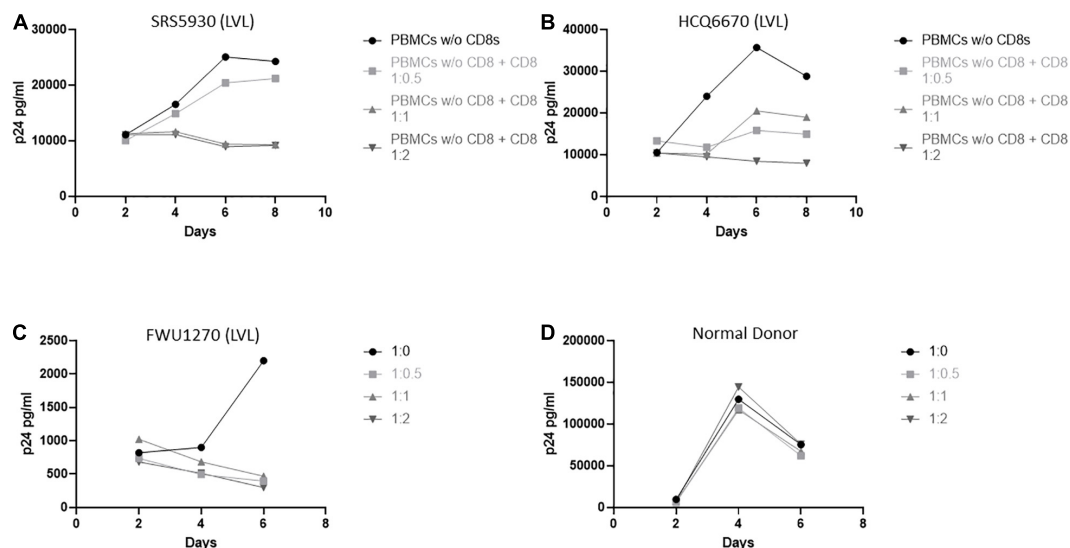 A
SRS5930 (LVL)
p24 pg/ml
30000
20000
10000
0
0 2 4 6 8 10
Days
PBMCs w/o CD8s
PBMCs w/o CD8 + CD8
1:0.5
PBMCs w/o CD8 + CD8
1:1
PBMCs w/o CD8 + CD8
1:2
B
HCQ6670 (LVL)
p24 pg/ml
40000
30000
20000
10000
0
0 2 4 6 8 10
Days
PBMCs w/o CD8s
PBMCs w/o CD8 + CD8
1:0.5
PBMCs w/o CD8 + CD8
1:1
PBMCs w/o CD8 + CD8
1:2
C
FWU1270 (LVL)
p24 pg/ml
2500
2000
1500
1000
500
0
0 2 4 6 8
Days
1:0
1:0.5
1:1
1:2
D
Normal Donor
p24 pg/ml
200000
150000
100000
50000
0
0 2 4 6 8
Days
1:0
1:0.5
1:1
1:2